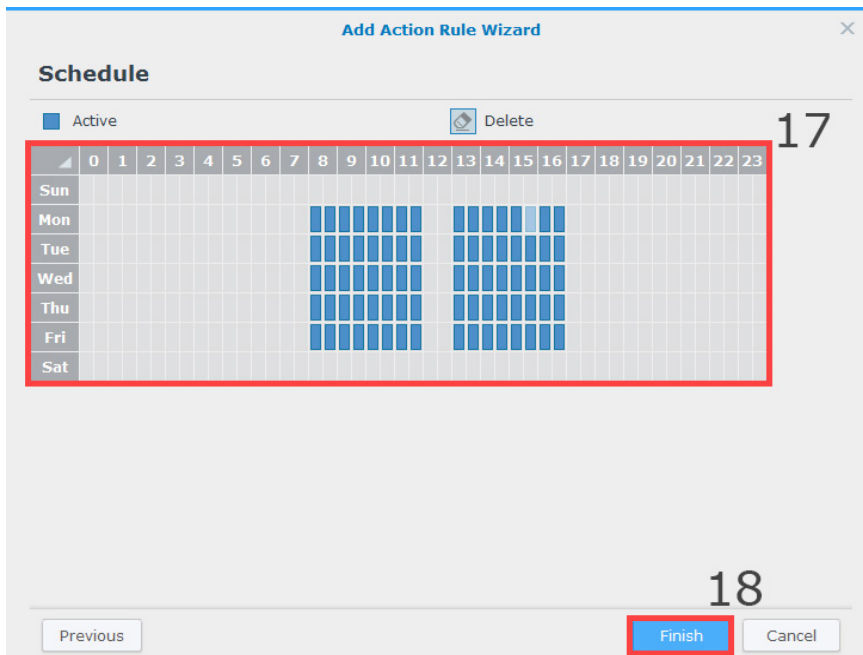 Add Action Rule Wizard
Schedule
Active Delete
17
0 1 2 3 4 5 6 7 8 9 10 11 12 13 14 15 16 17 18 19 20 21 22 23
Sun
Mon
Tue
Wed
Thu
Fri
Sat
18
Previous Finish Cancel